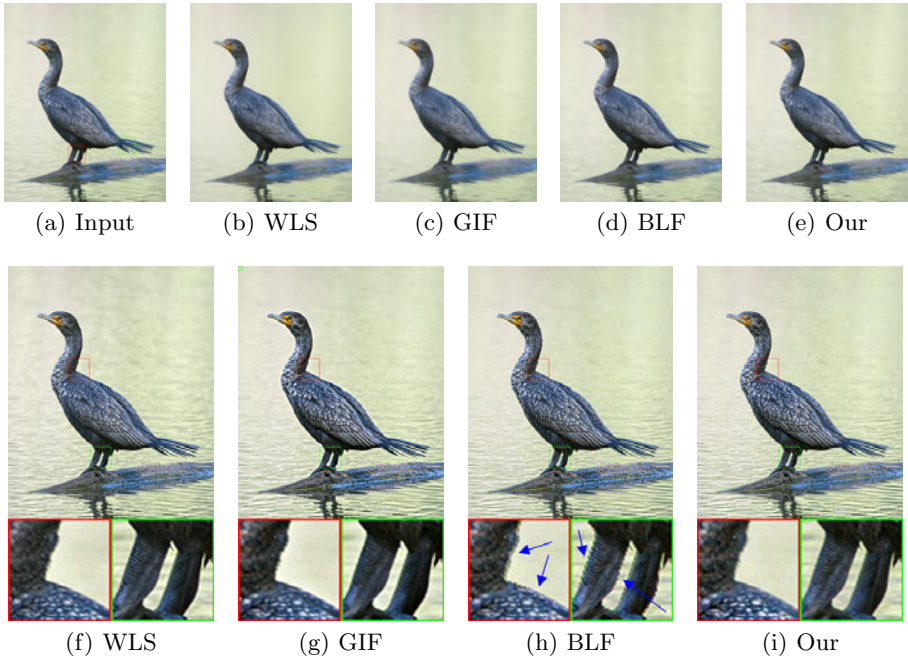 (a) Input (b) WLS (c) GIF (d) BLF (e) Our
(f) WLS (g) GIF (h) BLF (i) Our